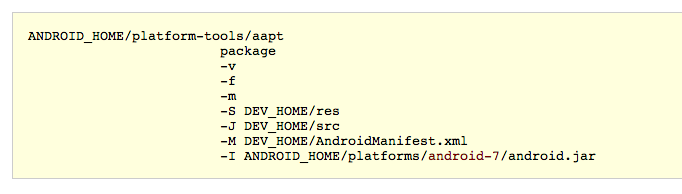 ANDROID_HOME/platform-tools/aapt
package
-v
-f
-m
-S DEV_HOME/res
-J DEV_HOME/src
-M DEV_HOME/AndroidManifest.xml
-I ANDROID_HOME/platforms/android-7/android.jar